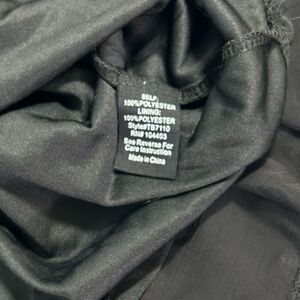 SELF:
100%POLYESTER
LINING:
100%POLYESTER
Style#TB7110
RN# 104403
See Reverse For
Care Instruction
Made in China